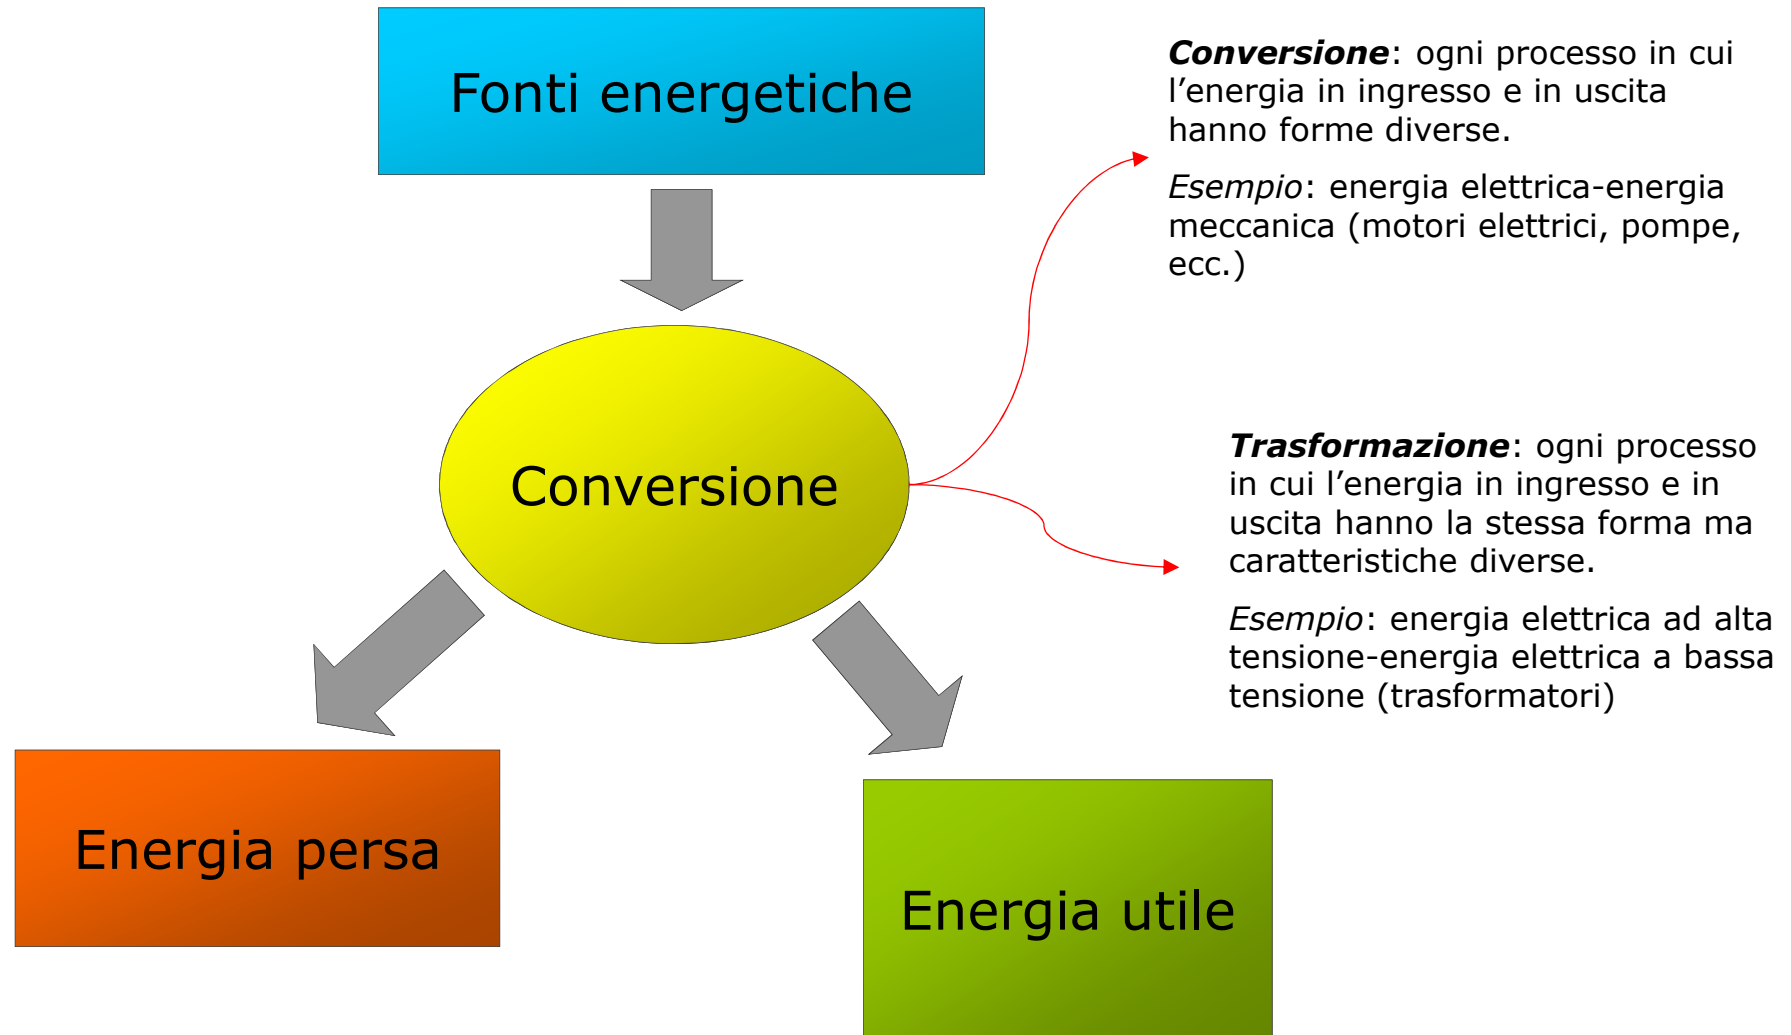 Fonti energetiche
Conversione: ogni processo in cui
l’energia in ingresso e in uscita
hanno forme diverse.
Esempio: energia elettrica-energia
meccanica (motori elettrici, pompe,
ecc.)
Conversione
Trasformazione: ogni processo
in cui l’energia in ingresso e in
uscita hanno la stessa forma ma
caratteristiche diverse.
Esempio: energia elettrica ad alta
tensione-energia elettrica a bassa
tensione (trasformatori)
Energia persa
Energia utile